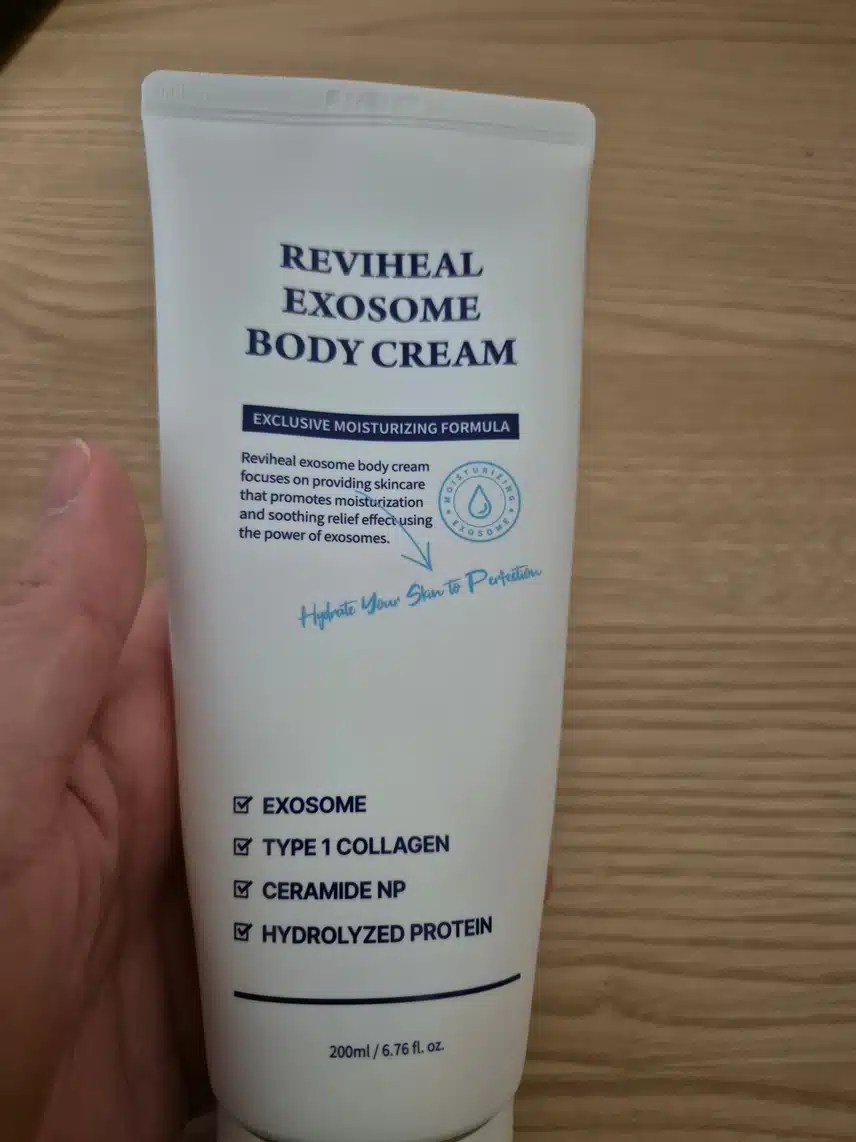 REVIHEAL
EXOSOME
BODY CREAM
EXCLUSIVE MOISTURIZING FORMULA
Reviheal exosome body cream
focuses on providing skincare
that promotes moisturization
and soothing relief effect using
the power of exosomes.
MOISTURIZING
EXOSOME
Hydrate Your Skin to Perfection
EXOSOME
TYPE 1 COLLAGEN
CERAMIDE NP
HYDROLYZED PROTEIN
200ml / 6.76 fl. oz.